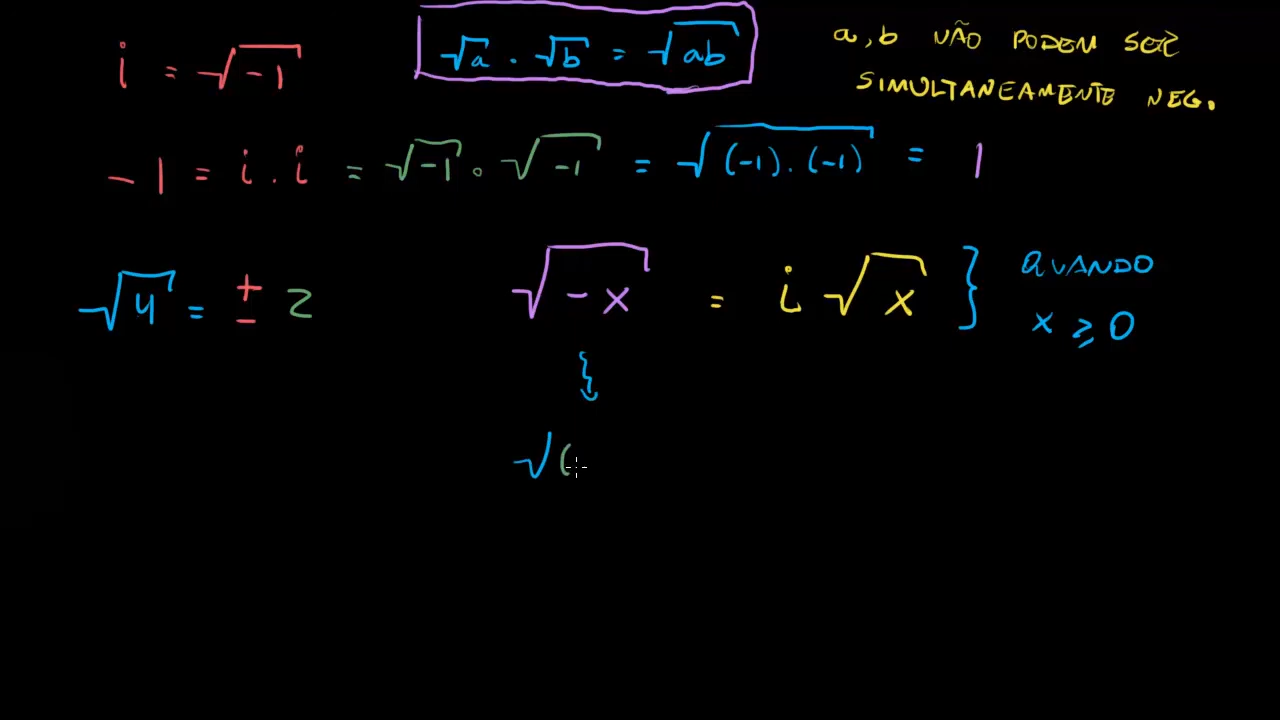 i = √-1
√a . √b = √ab
a, b NÃO PODEM SER
SIMULTANEAMENTE NEG.
-1 = i . i = √-1 . √-1 = √(-1).(-1) = 1
√4 = ± 2
√-x = i √x } QUANDO
x ≥ 0
√(